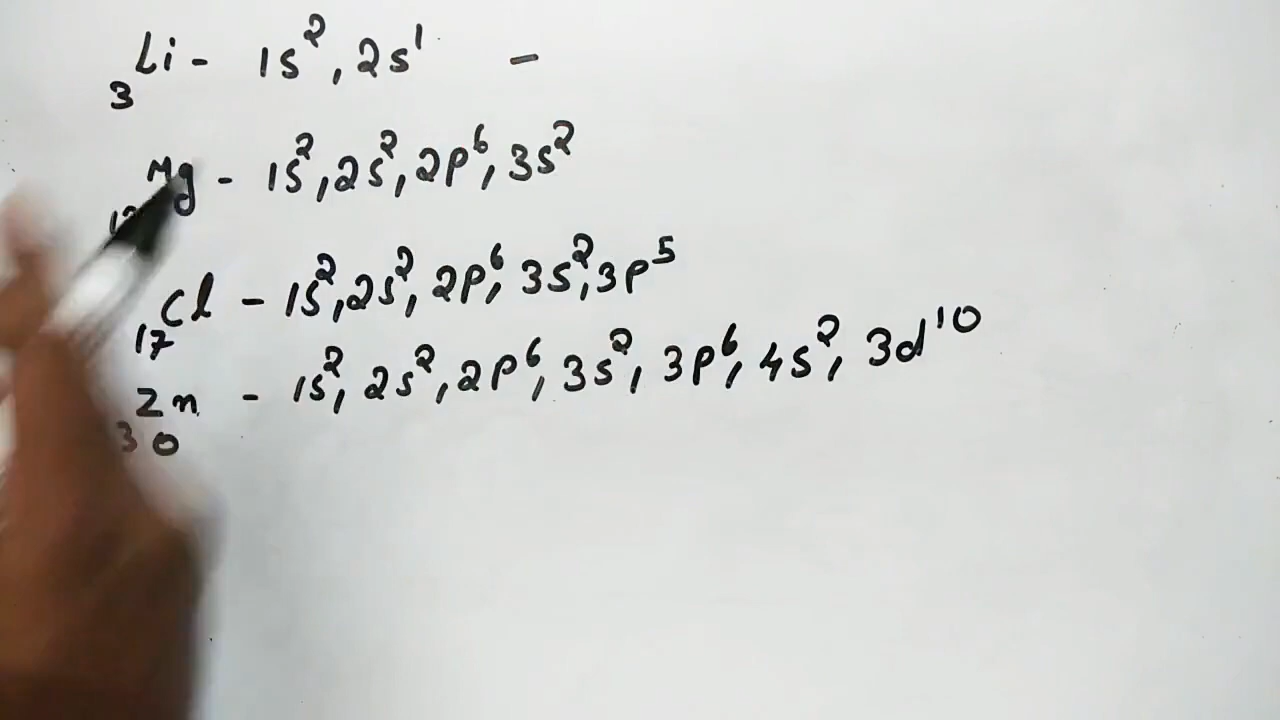 ₃Li - 1s², 2s¹ -
Mg - 1s², 2s², 2p⁶, 3s²
₁₇Cl - 1s², 2s², 2p⁶, 3s², 3p⁵
₃₀Zn - 1s², 2s², 2p⁶, 3s², 3p⁶, 4s², 3d¹⁰